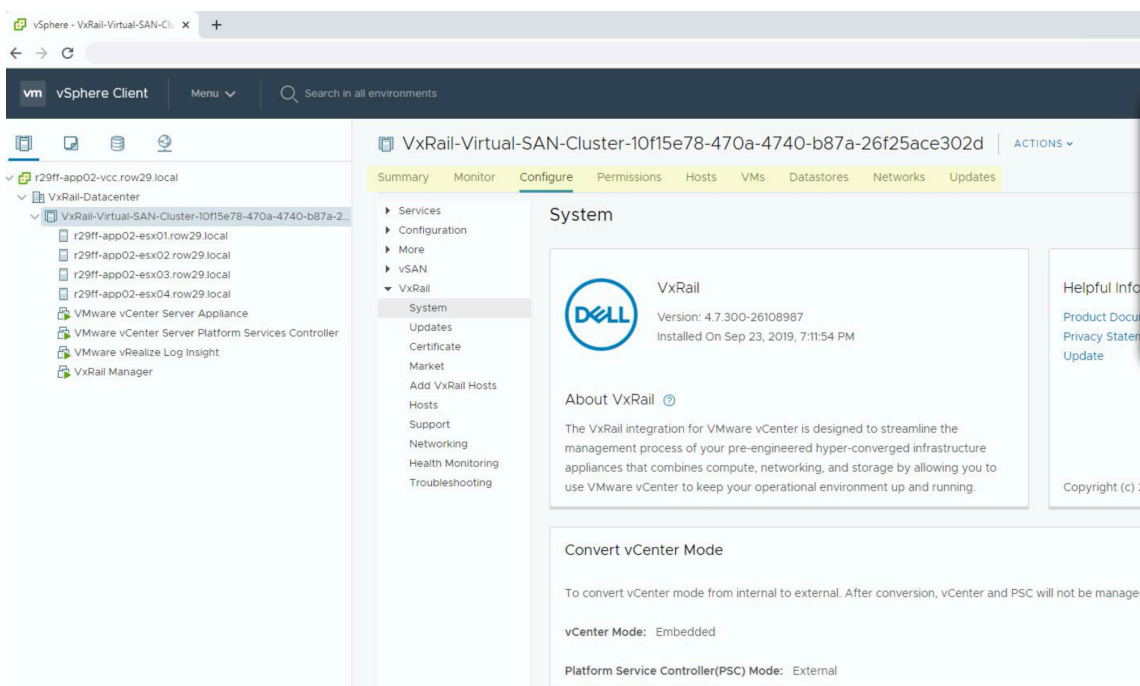 vSphere - VxRail-Virtual-SAN-Cl
vm vSphere Client Menu Search in all environments
VxRail-Virtual-SAN-Cluster-10f15e78-470a-4740-b87a-26f25ace302d ACTIONS
Summary Monitor Configure Permissions Hosts VMs Datastores Networks Updates
r29ff-app02-vcc.row29.local
VxRail-Datacenter
VxRail-Virtual-SAN-Cluster-10f15e78-470a-4740-b87a-2...
r29ff-app02-esx01.row29.local
r29ff-app02-esx02.row29.local
r29ff-app02-esx03.row29.local
r29ff-app02-esx04.row29.local
VMware vCenter Server Appliance
VMware vCenter Server Platform Services Controller
VMware vRealize Log Insight
VxRail Manager
Services
Configuration
More
vSAN
VxRail
System
Updates
Certificate
Market
Add VxRail Hosts
Hosts
Support
Networking
Health Monitoring
Troubleshooting
System
DELL
VxRail
Version: 4.7.300-26108987
Installed On Sep 23, 2019, 7:11:54 PM
About VxRail
The VxRail integration for VMware vCenter is designed to streamline the
management process of your pre-engineered hyper-converged infrastructure
appliances that combines compute, networking, and storage by allowing you to
use VMware vCenter to keep your operational environment up and running.
Helpful Info
Product Docu
Privacy State
Update
Copyright (c)
Convert vCenter Mode
To convert vCenter mode from internal to external. After conversion, vCenter and PSC will not be manage
vCenter Mode: Embedded
Platform Service Controller(PSC) Mode: External